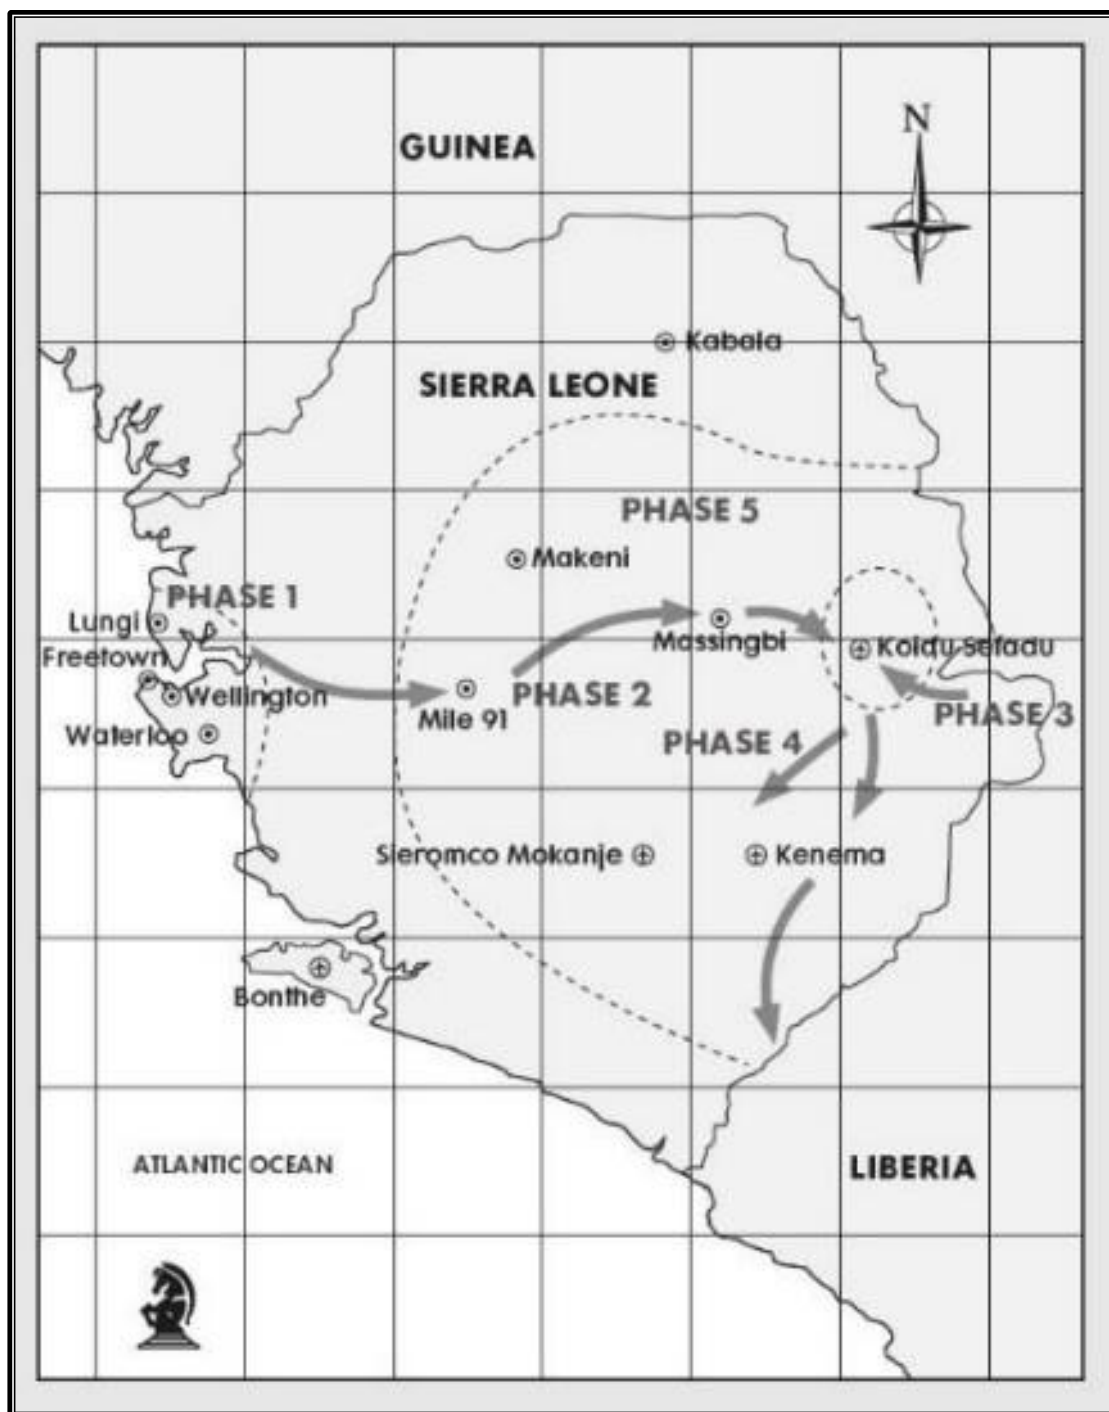 GUINEA
N
Kabala
SIERRA LEONE
PHASE 5
Makeni
PHASE 1
Lungi
Massingbi
Koidu-Sefadu
Freetown
Wellington
PHASE 2
Mile 91
PHASE 3
Waterloo
PHASE 4
Sieromco Mokanje
Kenema
Bonthe
ATLANTIC OCEAN
LIBERIA